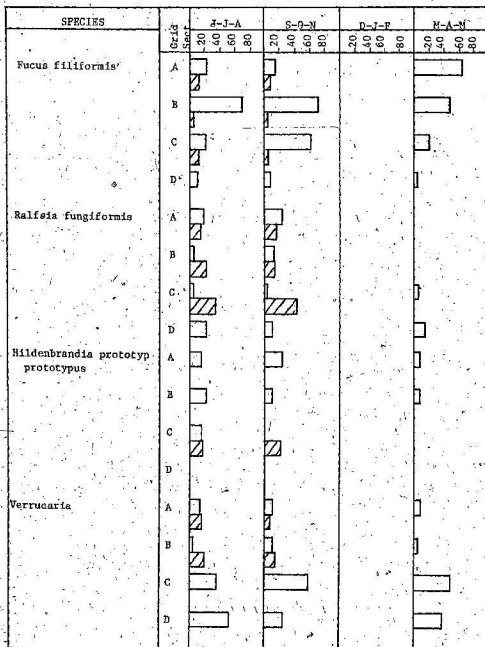 SPECIES Grid Sect J-J-A S-O-N D-J-F M-A-M
20 40 60 80 20 40 60 80 20 40 60 80 20 40 60 80
Fucus filiformis A
B
C
D
Ralfsia fungiformis A
B
C
D
Hildenbrandia prototyp A
prototypus
B
C
D
Verrucaria A
B
C
D